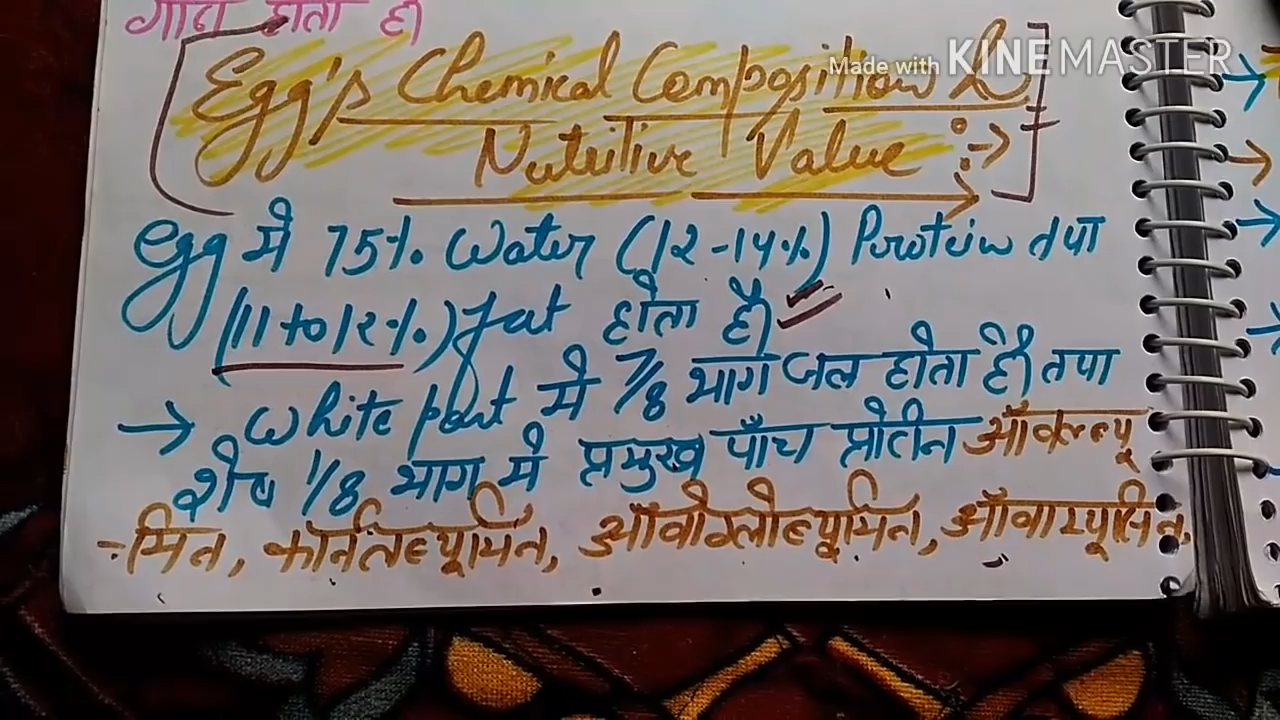 गाढ़ा होता है।
Made with KINEMASTER
Egg's Chemical Composition &
Nutritive Value :->
Egg में 75% Water (12-14%) Protein तथा
(11 to 12%) fat होता है।
→ White part में 7/8 भाग जल होता है। तथा
शेष 1/8 भाग में प्रमुख पाँच प्रोटीन
-मिन, कॉर्नलब्यूमिन, ऑवोग्लोब्यूमिन, ऑवाम्यूसिन,